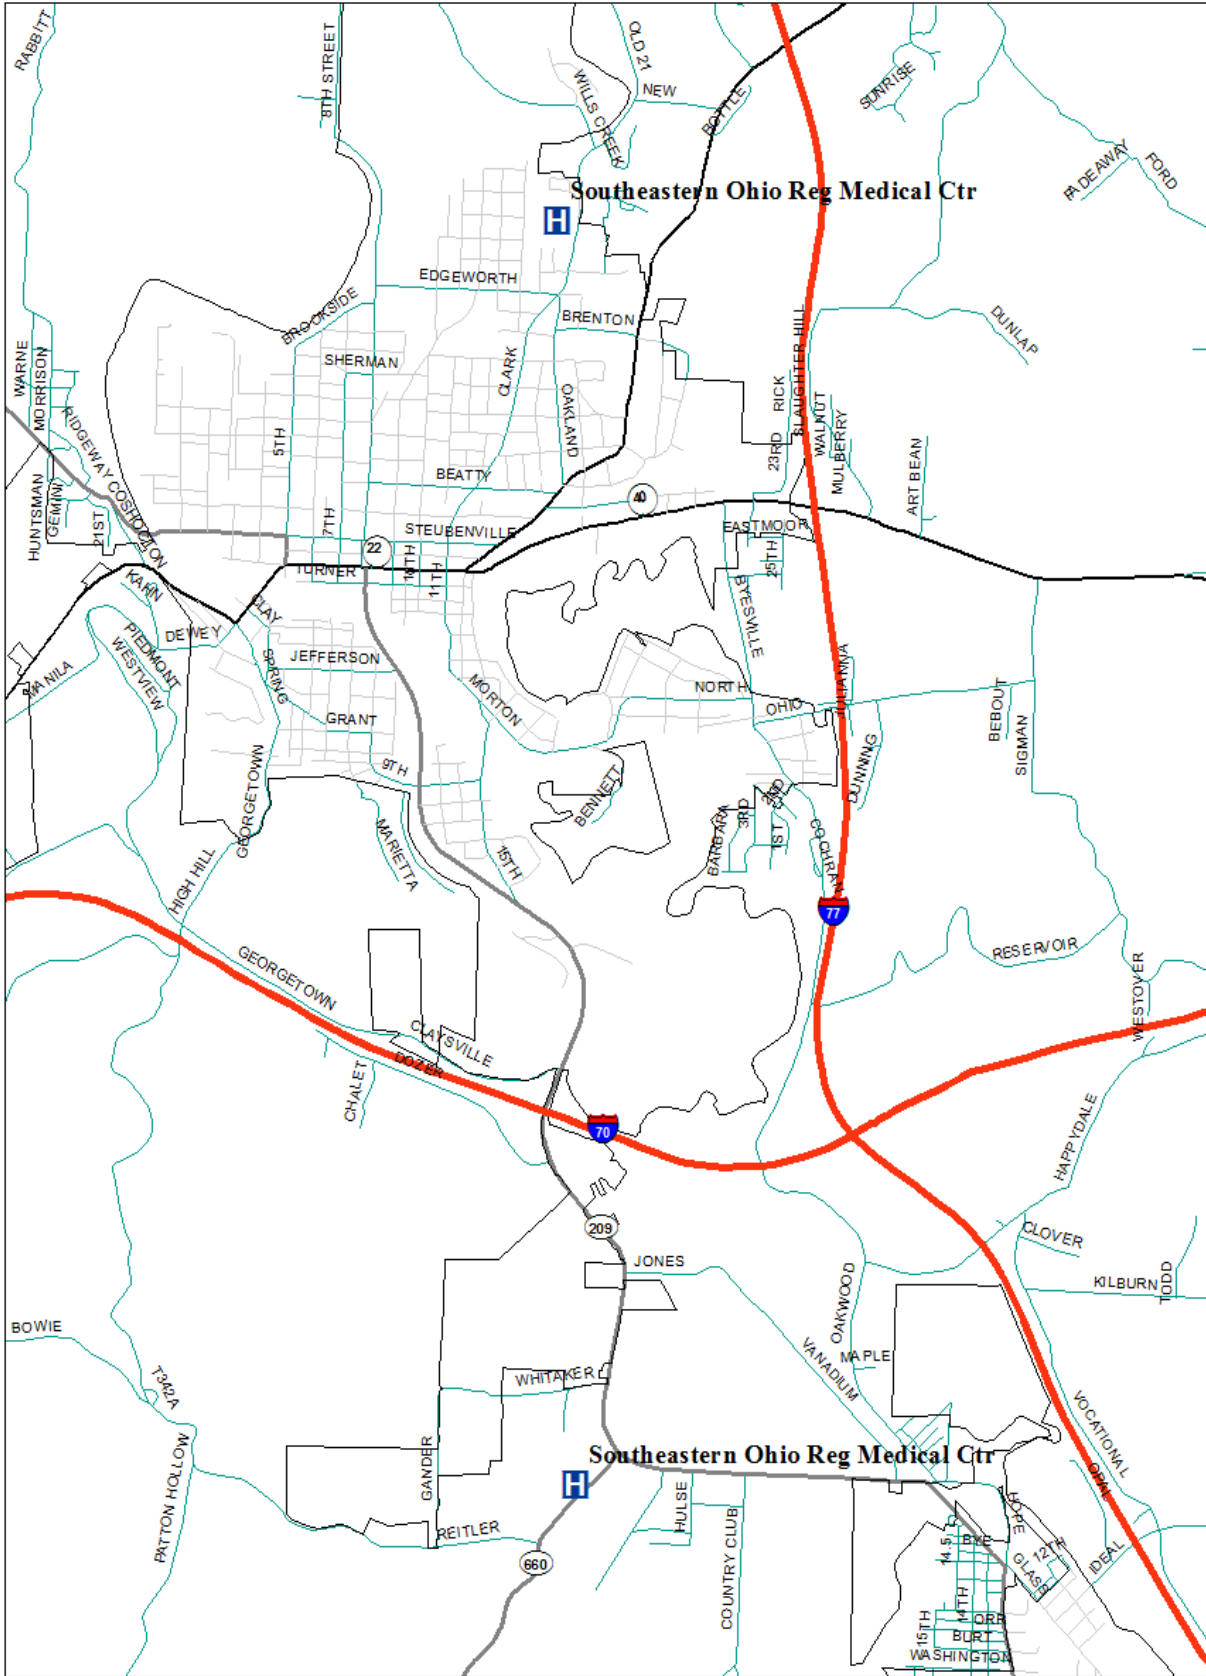 RABBITT
8TH STREET
OLD 21
WILLS CREEK
NEW
BOTTLE
SUNRISE
FADEAWAY
FORD
Southeastern Ohio Reg Medical Ctr
H
EDGEWORTH
BROOKSIDE
BRENTON
SHERMAN
CLARK
OAKLAND
DUNLAP
SLAUGHTER HILL
RICK
WALNUT
MULBERRY
WARNE
MORRISON
RIDGEWAY
COSHOCTON
5TH
23RD
ART BEAN
BEATTY
40
HUNTSMAN
GEMINI
21ST
7TH
STEUBENVILLE
EASTMOOR
22
TURNER
10TH
11TH
25TH
KAHN
CLAY
BYESVILLE
DEWEY
PIEDMONT
WESTVIEW
MANILA
SPRING
JEFFERSON
MORTON
NORTH
OHIO
JULIANNA
BEBOUT
SIGMAN
GRANT
9TH
GEORGETOWN
BENNETT
DUNNING
2ND
3RD
BARBARA
1ST
COCHRAN
MARIETTA
15TH
HIGH HILL
77
GEORGETOWN
RESERVOIR
WESTOVER
CLAYSVILLE
DOZER
CHALET
70
HAPPYDALE
209
CLOVER
JONES
KILBURN
TODD
OAKWOOD
BOWIE
MAPLE
VANADIUM
T342A
WHITAKER
VOCATIONAL
PATTON HOLLOW
GANDER
Southeastern Ohio Reg Medical Ctr
H
OPAL
HULSE
HOPE
REITLER
COUNTRY CLUB
14.5
BYE
12TH
GLASS
IDEAL
660
14TH
15TH
ORR
BURT
WASHINGTON